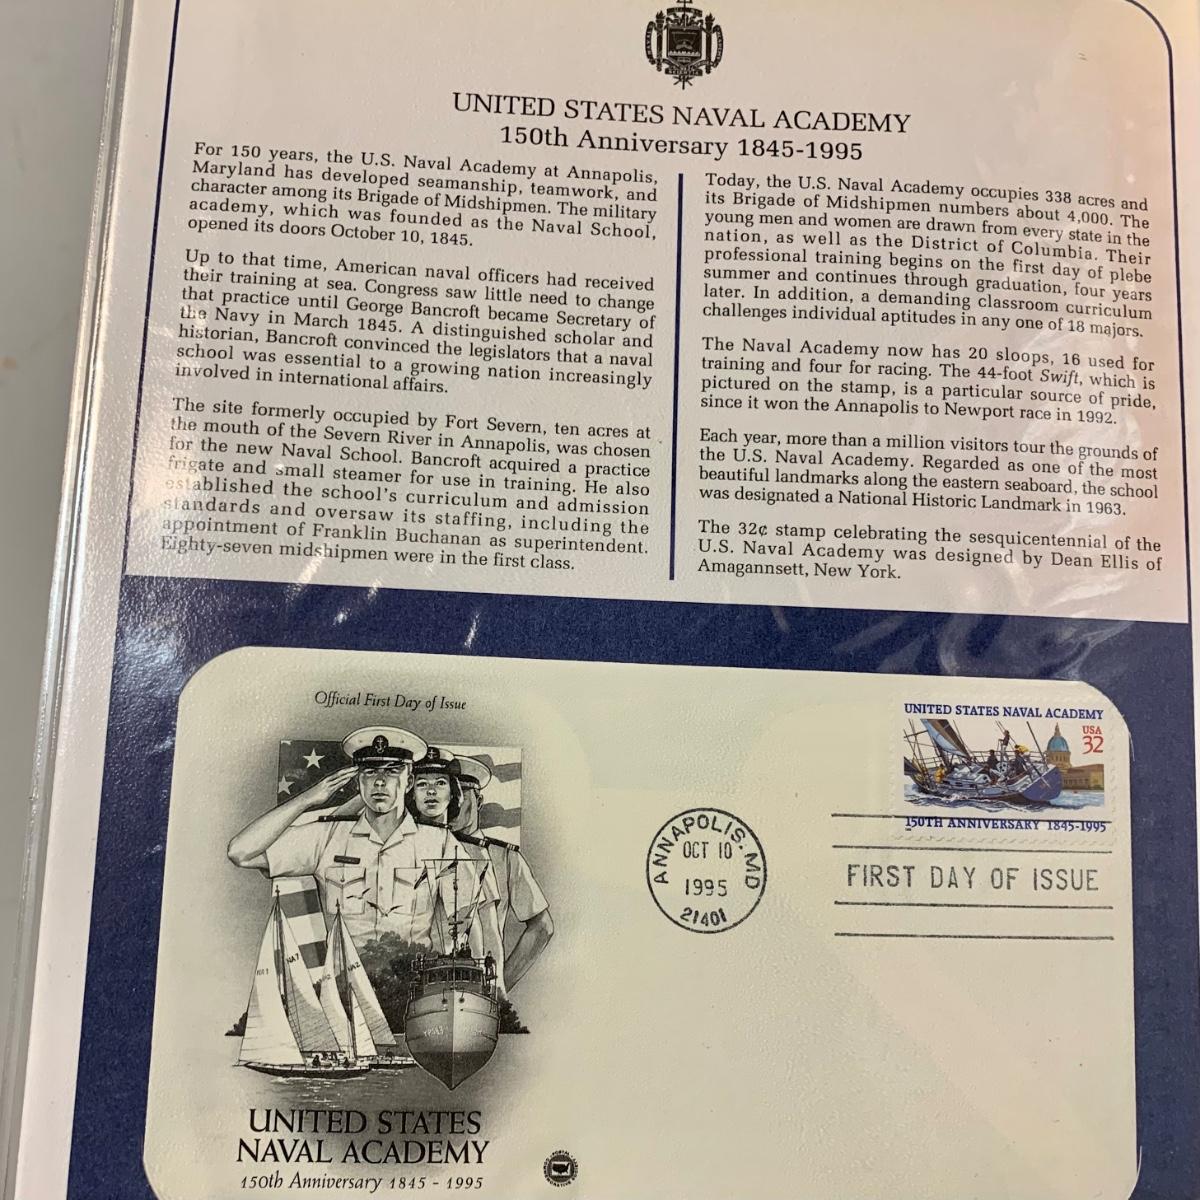 UNITED STATES NAVAL ACADEMY
150th Anniversary 1845-1995
For 150 years, the U.S. Naval Academy at Annapolis,
Maryland has developed seamanship, teamwork, and
character among its Brigade of Midshipmen. The military
academy, which was founded as the Naval School,
opened its doors October 10, 1845.
Up to that time, American naval officers had received
their training at sea. Congress saw little need to change
that practice until George Bancroft became Secretary of
the Navy in March 1845. A distinguished scholar and
historian, Bancroft convinced the legislators that a naval
school was essential to a growing nation increasingly
involved in international affairs.
The site formerly occupied by Fort Severn, ten acres at
the mouth of the Severn River in Annapolis, was chosen
for the new Naval School. Bancroft acquired a practice
frigate and small steamer for use in training. He also
established the school's curriculum and admission
standards and oversaw its staffing, including the
appointment of Franklin Buchanan as superintendent.
Eighty-seven midshipmen were in the first class.
Today, the U.S. Naval Academy occupies 338 acres and
its Brigade of Midshipmen numbers about 4,000. The
young men and women are drawn from every state in the
nation, as well as the District of Columbia. Their
professional training begins on the first day of plebe
summer and continues through graduation, four years
later. In addition, a demanding classroom curriculum
challenges individual aptitudes in any one of 18 majors.
The Naval Academy now has 20 sloops, 16 used for
training and four for racing. The 44-foot Swift, which is
pictured on the stamp, is a particular source of pride,
since it won the Annapolis to Newport race in 1992.
Each year, more than a million visitors tour the grounds of
the U.S. Naval Academy. Regarded as one of the most
beautiful landmarks along the eastern seaboard, the school
was designated a National Historic Landmark in 1963.
The 32¢ stamp celebrating the sesquicentennial of the
U.S. Naval Academy was designed by Dean Ellis of
Amagannsett, New York.
Official First Day of Issue
UNITED STATES NAVAL ACADEMY
USA
32
150TH ANNIVERSARY 1845-1995
ANNAPOLIS, MD
OCT 10
1995
21401
FIRST DAY OF ISSUE
NA7
NA2
UNITED STATES
NAVAL ACADEMY
150th Anniversary 1845 - 1995